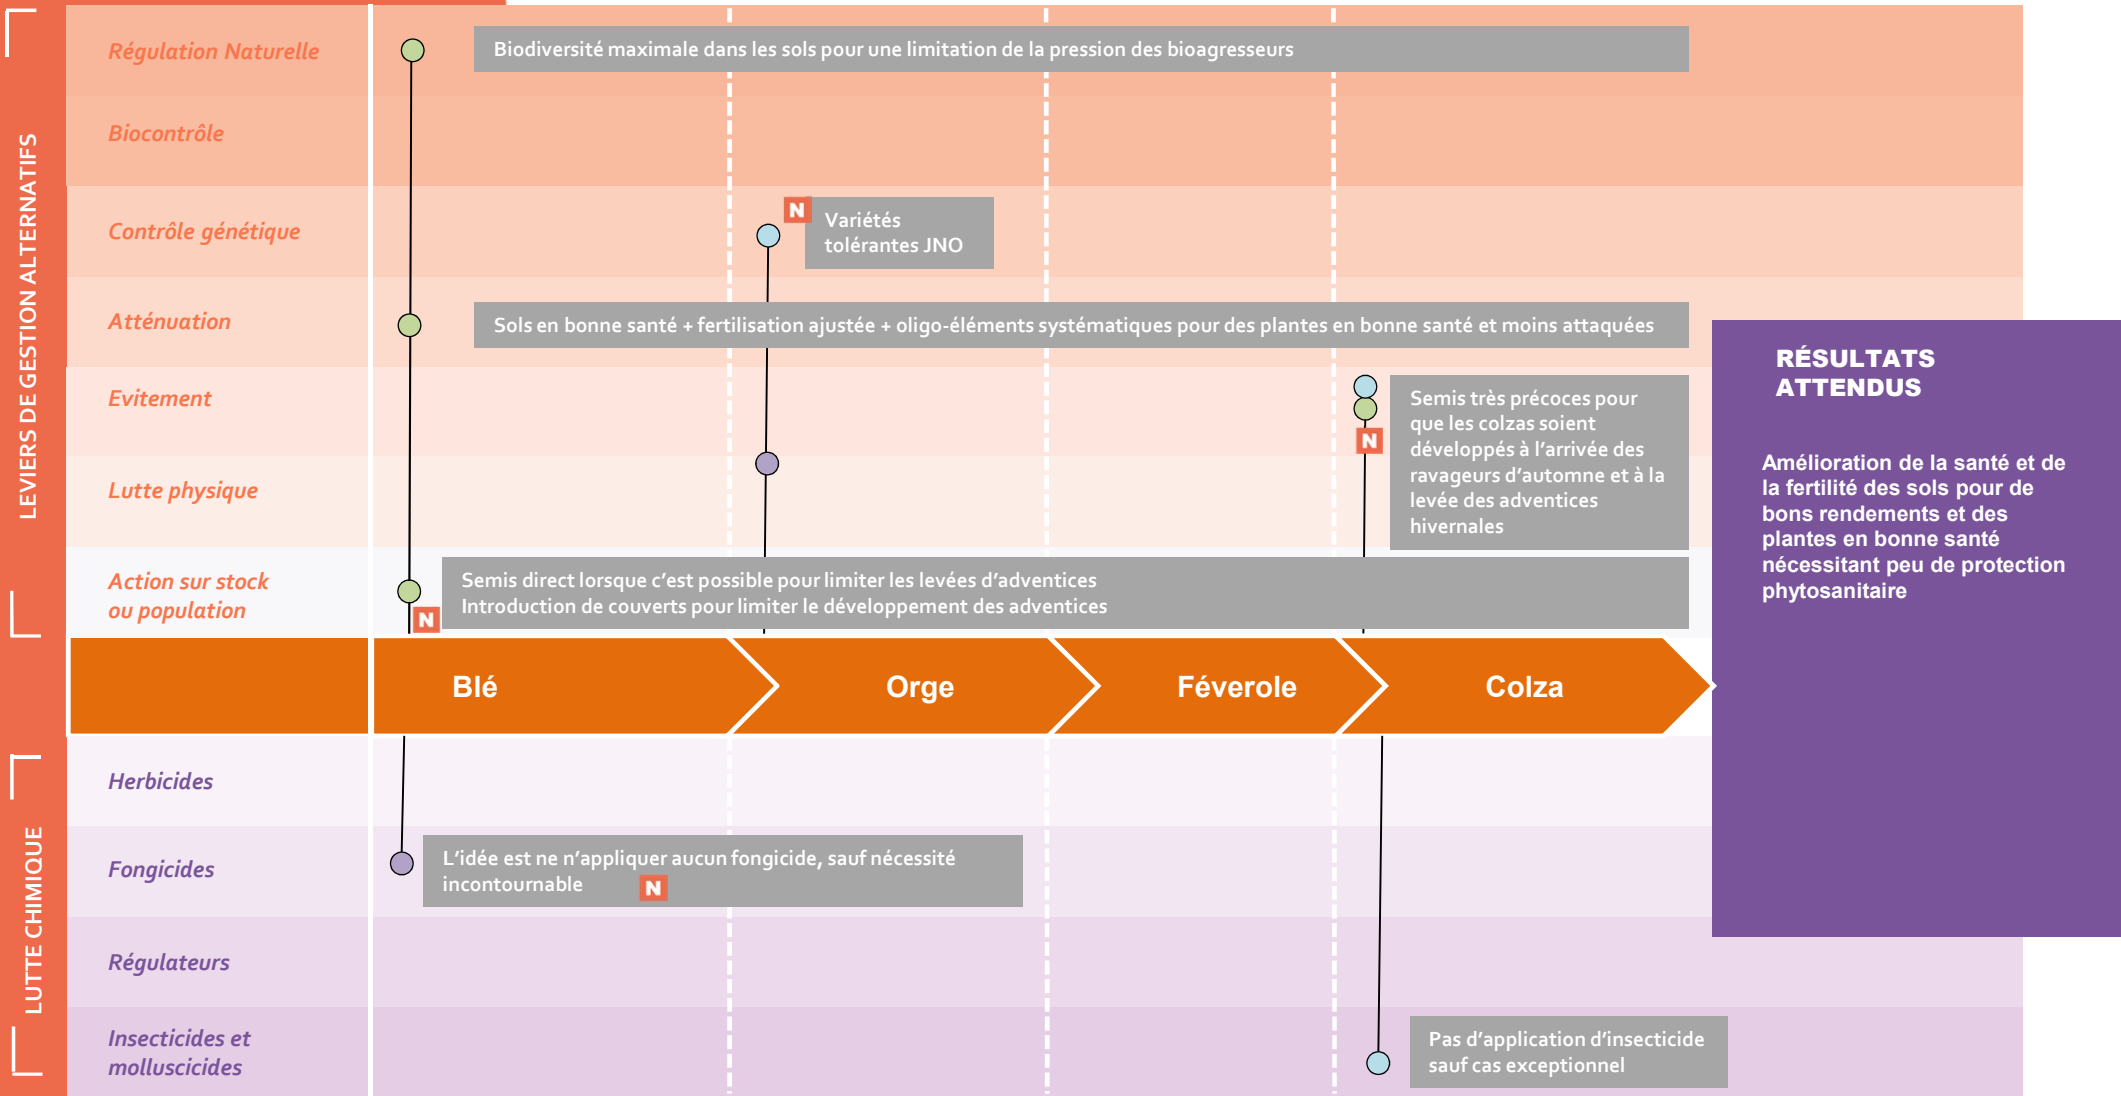 LEVIERS DE GESTION ALTERNATIFS
Régulation Naturelle
Biodiversité maximale dans les sols pour une limitation de la pression des bioagresseurs
Biocontrôle
Contrôle génétique
N
Variétés
tolérantes JNO
Atténuation
Sols en bonne santé + fertilisation ajustée + oligo-éléments systématiques pour des plantes en bonne santé et moins attaquées
Evitement
N
Semis très précoces pour
que les colzas soient
développés à l’arrivée des
ravageurs d’automne et à la
levée des adventices
hivernales
Lutte physique
Action sur stock
ou population
N
Semis direct lorsque c’est possible pour limiter les levées d’adventices
Introduction de couverts pour limiter le développement des adventices
Blé
Orge
Féverole
Colza
RÉSULTATS
ATTENDUS
Amélioration de la santé et de
la fertilité des sols pour de
bons rendements et des
plantes en bonne santé
nécessitant peu de protection
phytosanitaire
LUTTE CHIMIQUE
Herbicides
Fongicides
L’idée est ne n’appliquer aucun fongicide, sauf nécessité
incontournable
N
Régulateurs
Insecticides et
molluscicides
Pas d’application d’insecticide
sauf cas exceptionnel